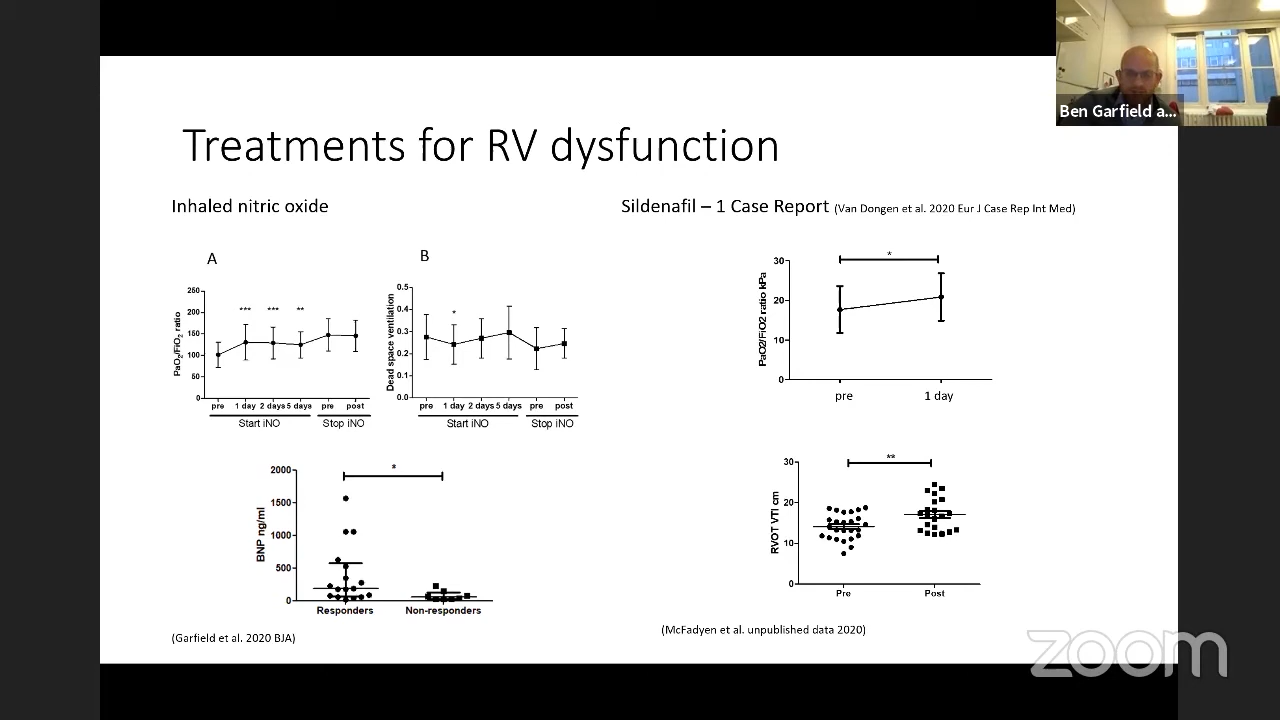 Ben Garfield a...
Treatments for RV dysfunction
Inhaled nitric oxide
Sildenafil – 1 Case Report (Van Dongen et al. 2020 Eur J Case Rep Int Med)
A
PaO2/FiO2 ratio
250
200
150
100
50
0
***
***
**
pre
1 day
2 days
5 days
pre
post
Start iNO
Stop iNO
B
Dead space ventilation
0.5
0.4
0.3
0.2
0.1
0.0
*
pre
1 day
2 days
5 days
pre
post
Start iNO
Stop iNO
PaO2/FiO2 ratio kPa
30
20
10
0
*
pre
1 day
BNP ng/ml
2000
1500
1000
500
0
*
Responders
Non-responders
RVOT VTI cm
30
20
10
0
**
Pre
Post
(Garfield et al. 2020 BJA)
(McFadyen et al. unpublished data 2020)
zoom